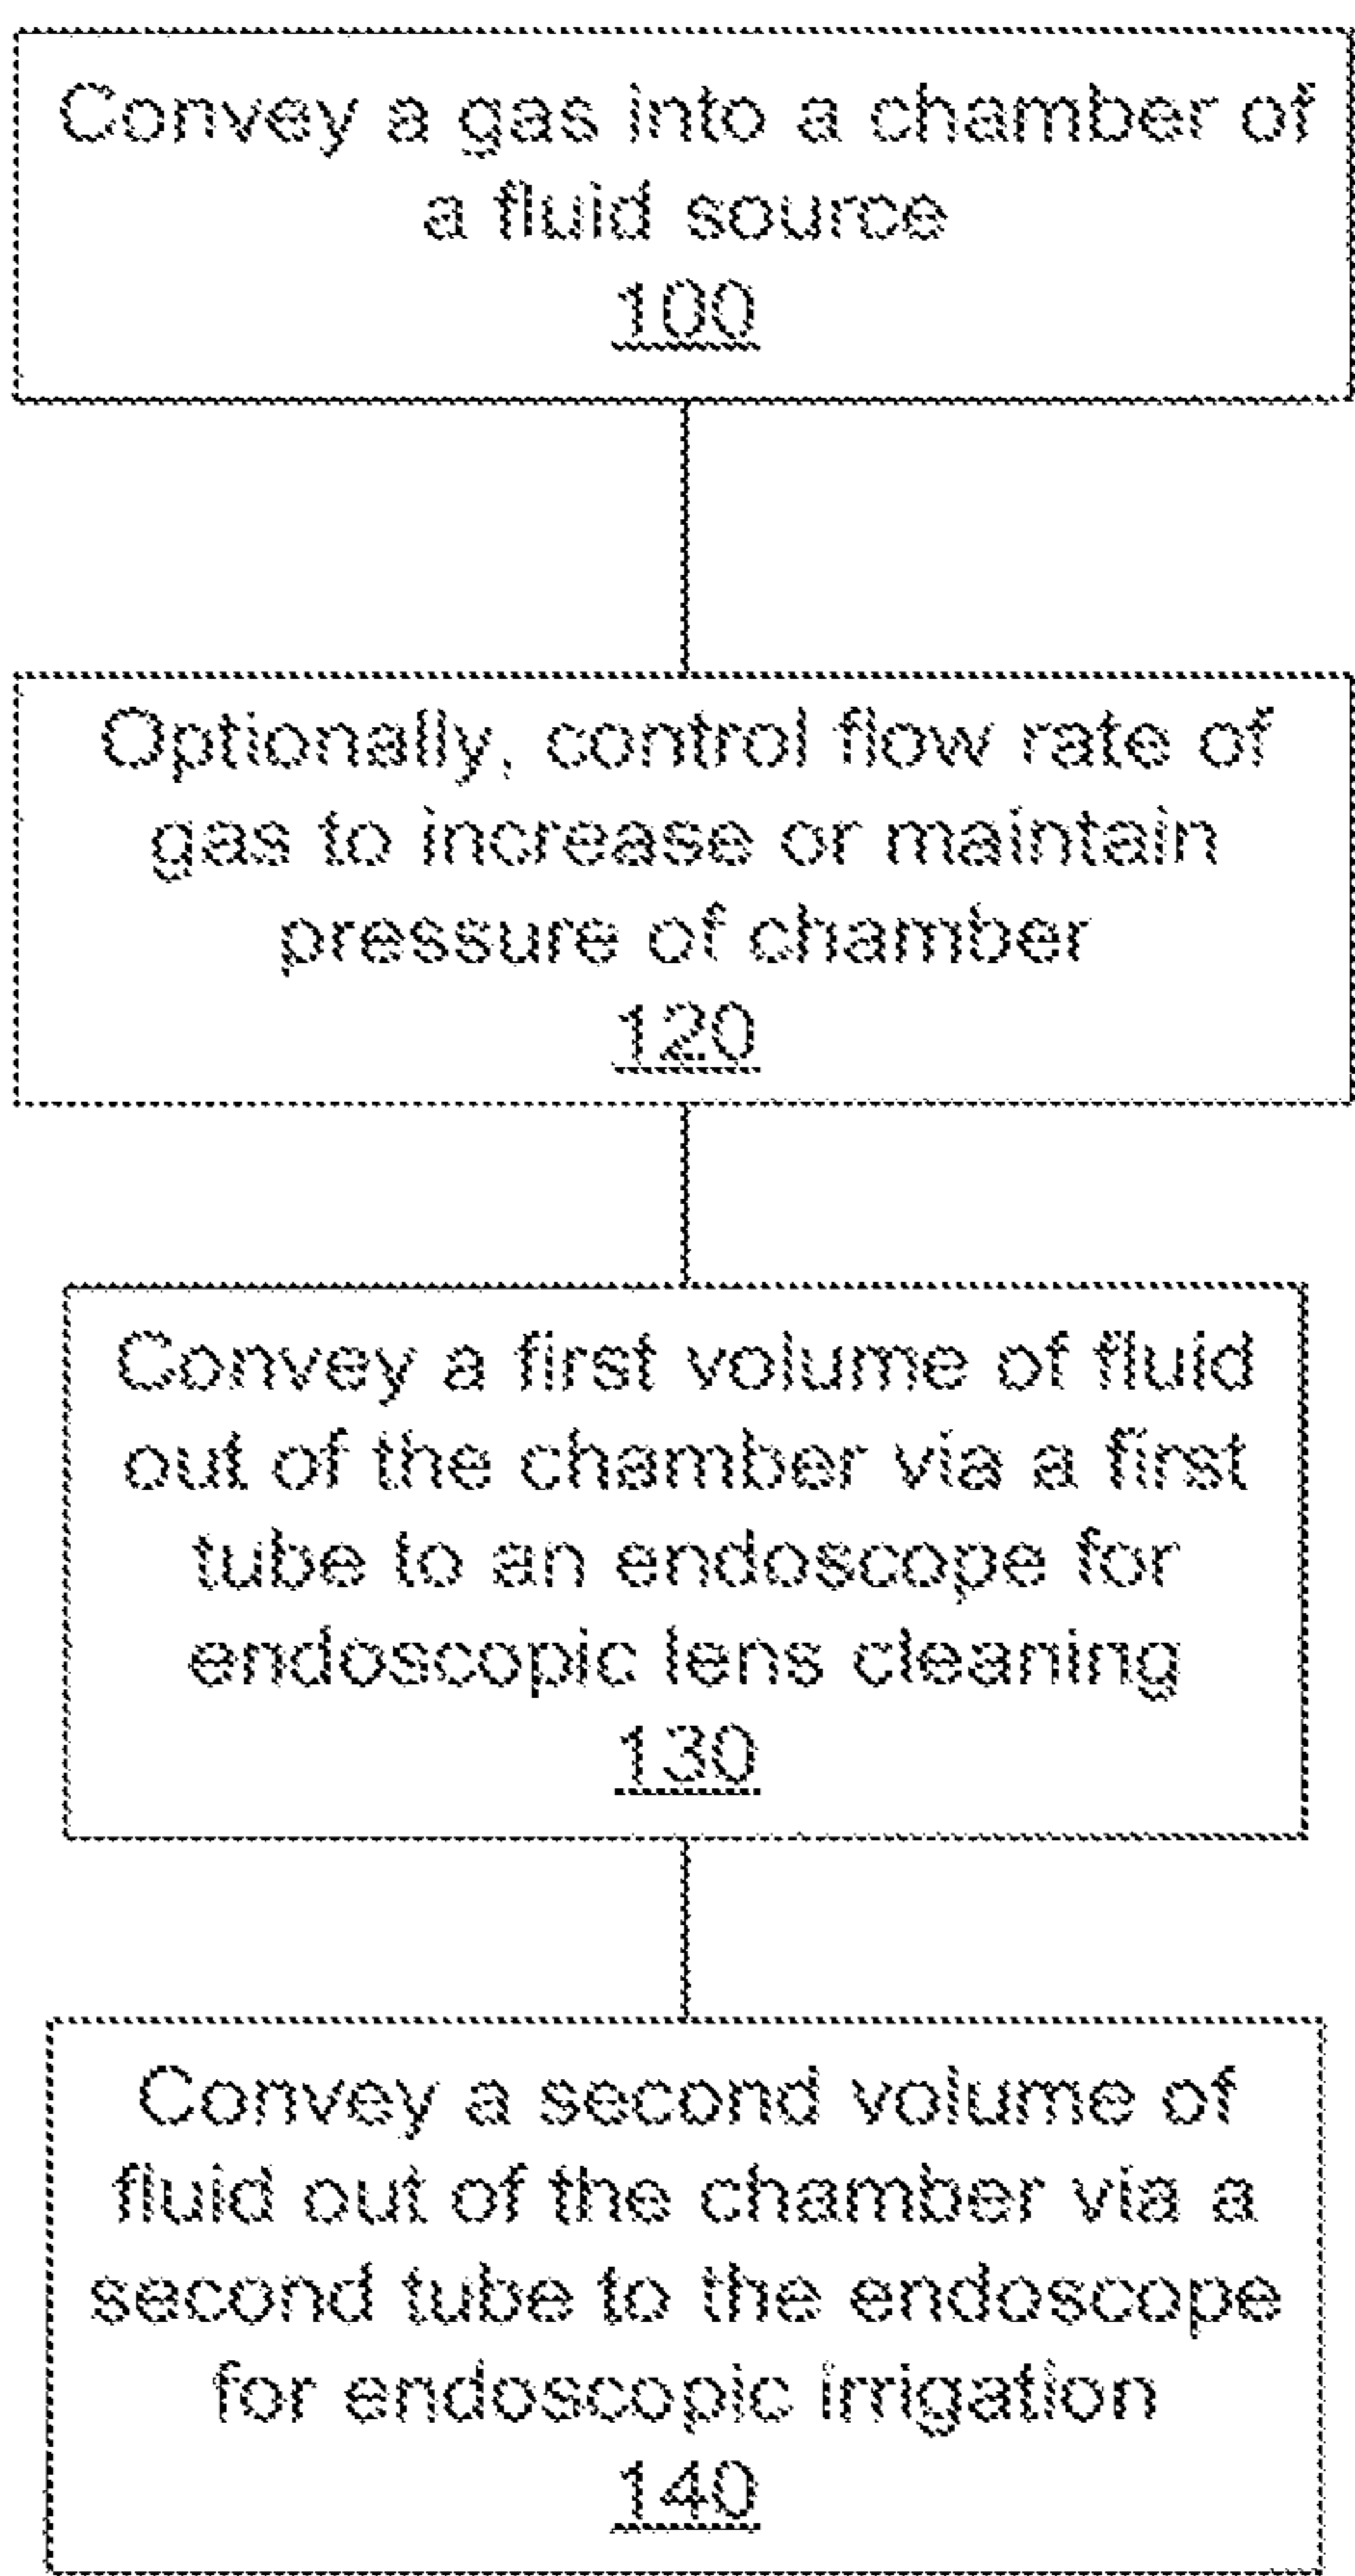 Convey a gas into a chamber of
a fluid source
100
Optionally, control flow rate of
gas to increase or maintain
pressure of chamber
120
Convey a first volume of fluid
out of the chamber via a first
tube to an endoscope for
endoscopic lens cleaning
130
Convey a second volume of
fluid out of the chamber via a
second tube to the endoscope
for endoscopic irrigation
140